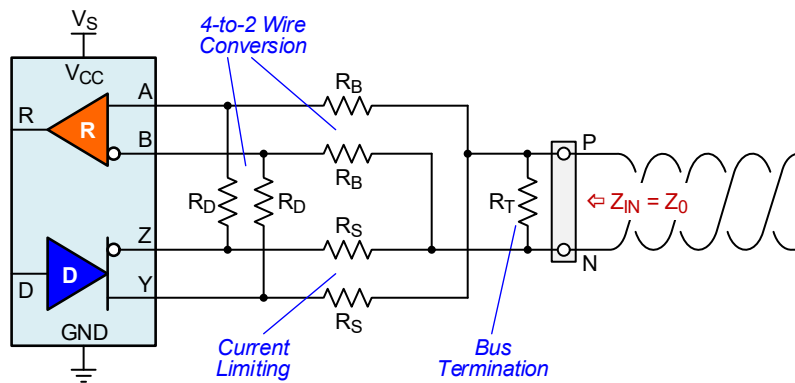 V_S
4-to-2 Wire
Conversion
V_CC
A
R_B
R
R
B
P
R_B
R_D
R_D
R_T
⇦ Z_IN = Z_0
Z
R_S
D
D
Y
N
R_S
GND
Current
Limiting
Bus
Termination